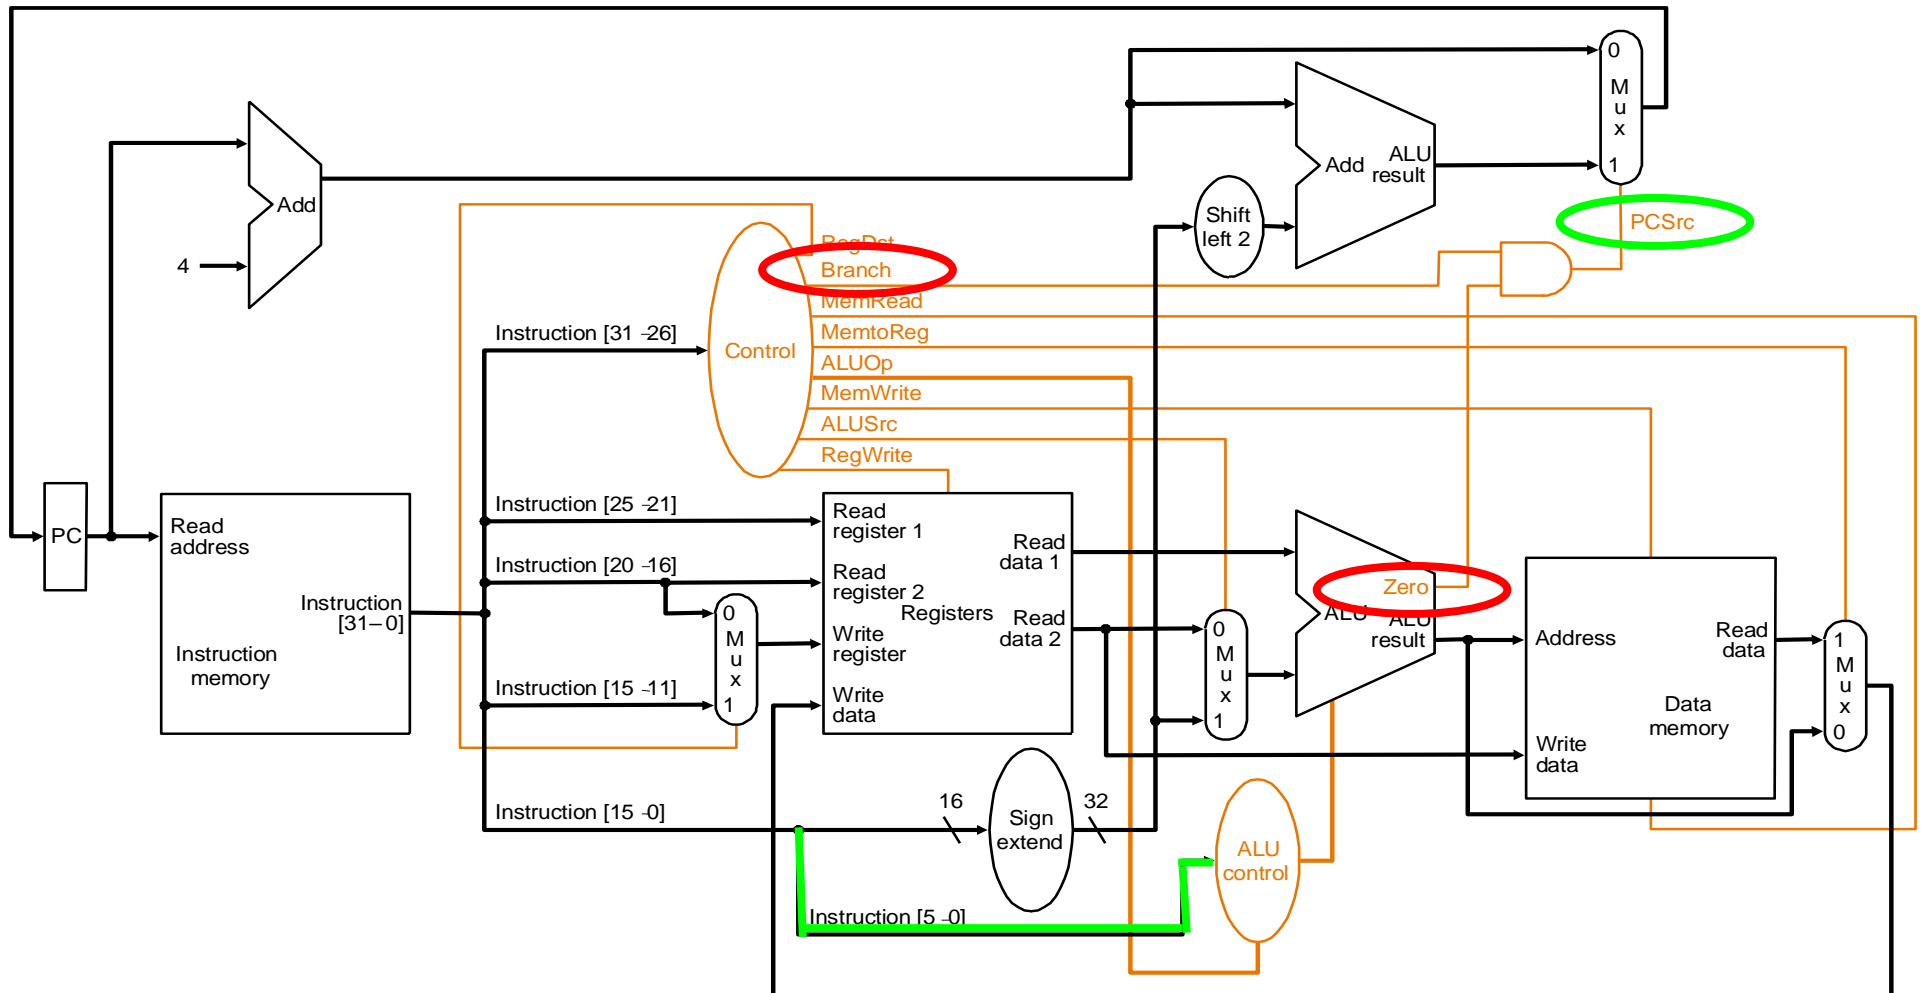 0
M
u
x
1
Add
ALU
result
Add
4
Shift
left 2
PCSrc
RegDst
Branch
MemRead
MemtoReg
ALUOp
MemWrite
ALUSrc
RegWrite
Control
Instruction [31–26]
Instruction [25–21]
Instruction [20–16]
Instruction [15–11]
Instruction [15–0]
Instruction [5–0]
PC
Read
address
Instruction
[31–0]
Instruction
memory
0
M
u
x
1
Read
register 1
Read
register 2
Write
register
Write
data
Registers
Read
data 1
Read
data 2
0
M
u
x
1
Zero
ALU
ALU
result
Address
Read
data
Data
memory
Write
data
1
M
u
x
0
16
Sign
extend
32
ALU
control